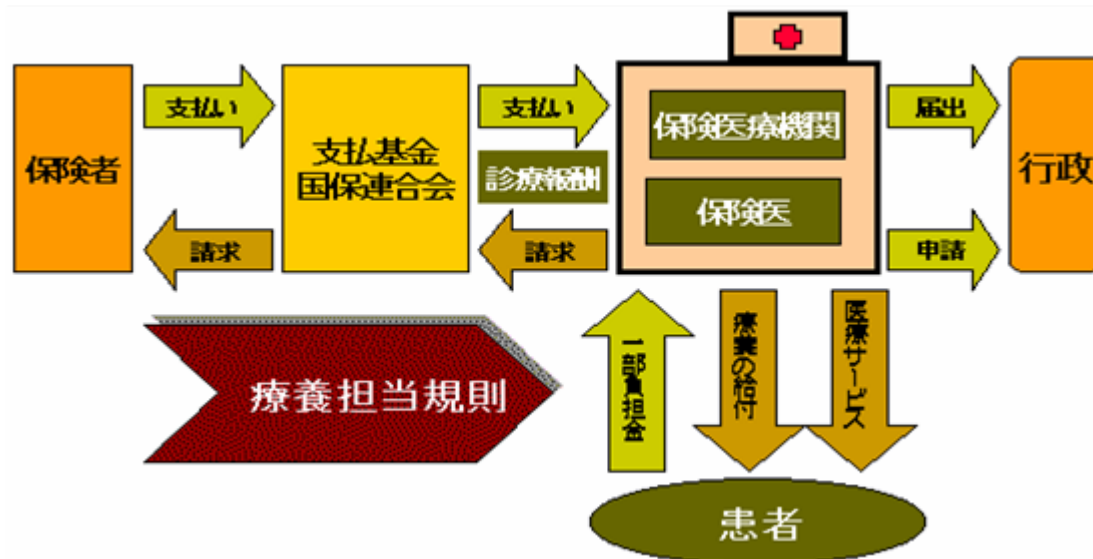 保険者
支払い
請求
支払基金
国保連合会
支払い
診療報酬
請求
保険医療機関
保険医
届出
申請
行政
療養担当規則
一部負担金
療養の給付
医療サービス
患者